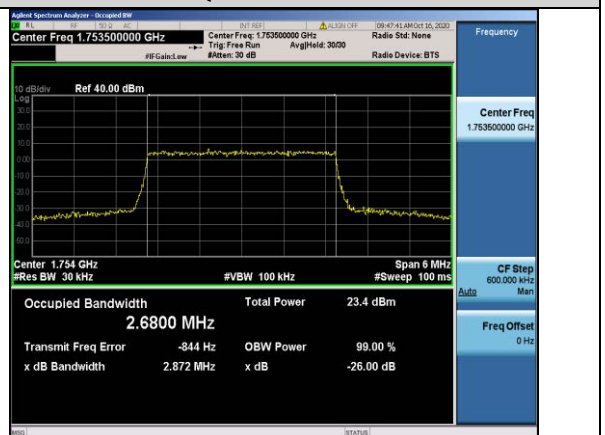 Agilent Spectrum Analyzer - Occupied BW
RL RF 50 Ω AC INT REF ALIGN OFF 09:47:41 AM Oct 16, 2020
Center Freq 1.753500000 GHz
Center Freq: 1.753500000 GHz
Radio Std: None
Trig: Free Run Avg|Hold: 30/30
#IFGain:Low #Atten: 30 dB Radio Device: BTS
10 dB/div Ref 40.00 dBm
Log
30.0
20.0
10.0
0.00
-10.0
-20.0
-30.0
-40.0
-50.0
Center 1.754 GHz Span 6 MHz
#Res BW 30 kHz #VBW 100 kHz #Sweep 100 ms
Occupied Bandwidth Total Power 23.4 dBm
2.6800 MHz
Transmit Freq Error -844 Hz OBW Power 99.00 %
x dB Bandwidth 2.872 MHz x dB -26.00 dB
MSG STATUS
Frequency
Center Freq
1.753500000 GHz
CF Step
600.000 kHz
Auto Man
Freq Offset
0 Hz